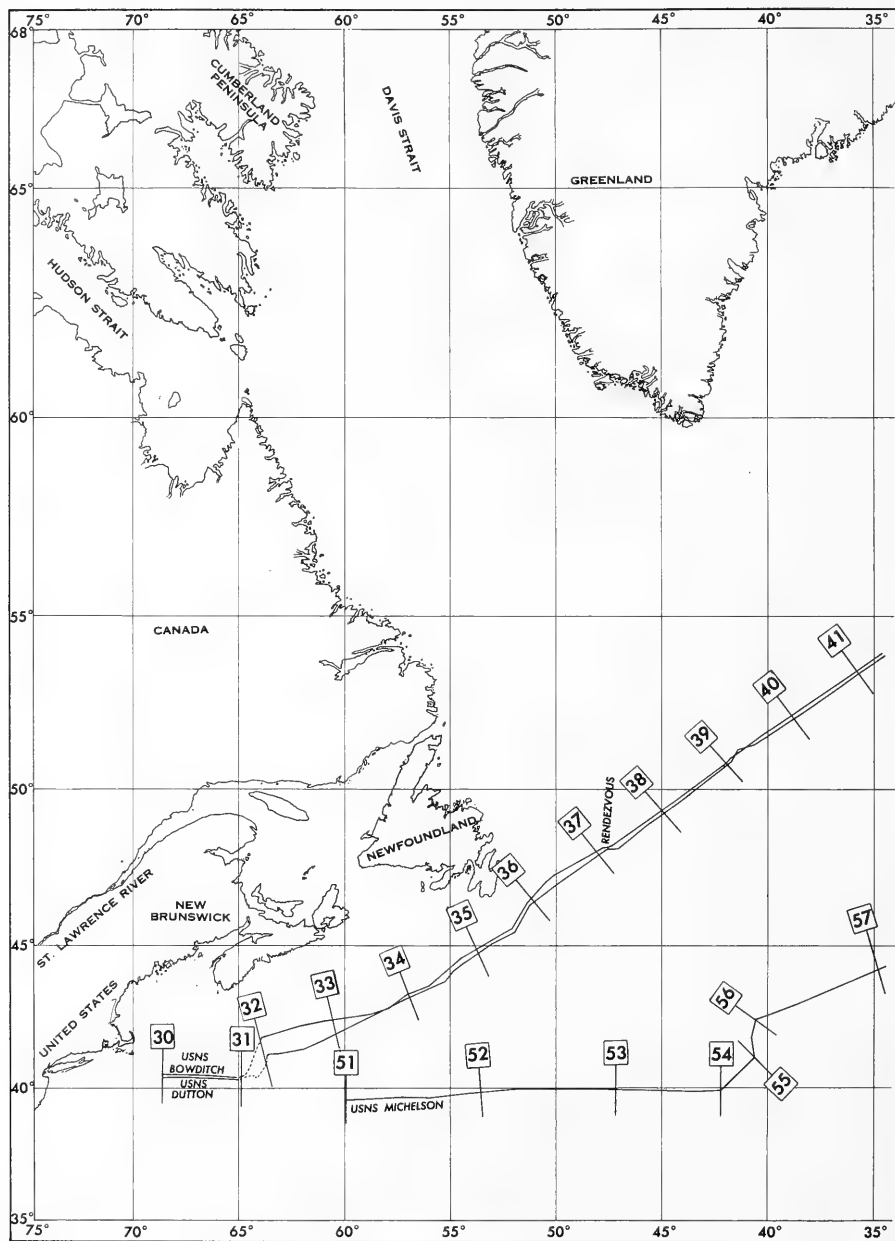 75° 70° 65° 60° 55° 50° 45° 40° 35°
68°
CUMBERLAND
PENINSULA
DAVIS STRAIT
65°
GREENLAND
HUDSON STRAIT
60°
55°
CANADA
41
40
39
50°
38
RENDEZVOUS
37
NEWFOUNDLAND
36
ST. LAWRENCE RIVER
NEW
BRUNSWICK
35
57
45°
34
33
UNITED STATES
32
56
30
31
51
52
53
54
55
USNS
BOWDITCH
40°
USNS
DUTTON
USNS MICHELSON
35°
75° 70° 65° 60° 55° 50° 45° 40° 35°